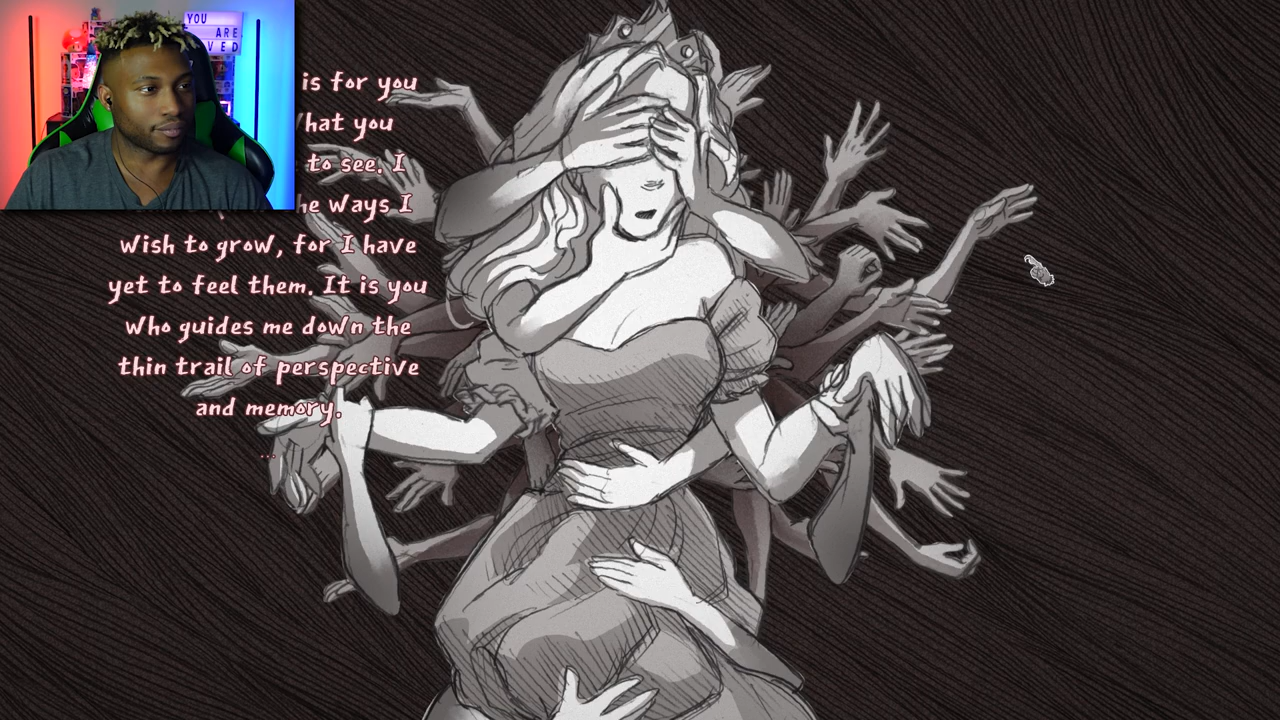 YOU
ARE
VED
is for you
hat you
to see. I
he ways I
wish to grow, for I have
yet to feel them. It is you
who guides me down the
thin trail of perspective
and memory.
...